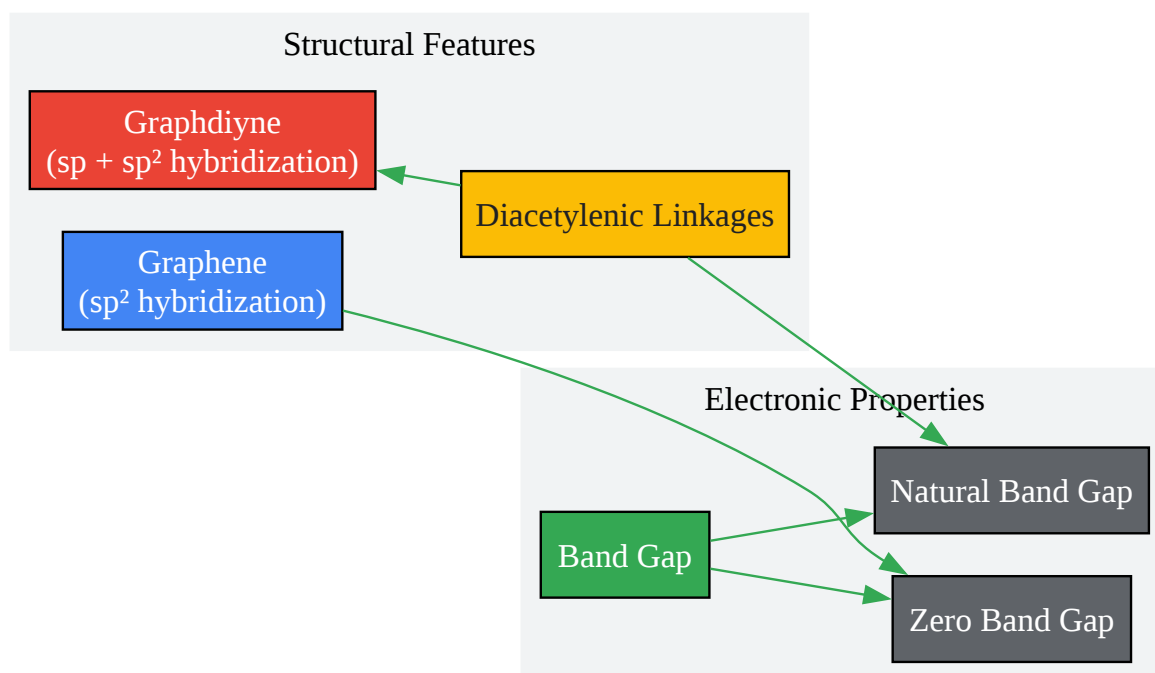 Structural Features
Graphdiyne
(sp + sp² hybridization)
Diacetylenic Linkages
Graphene
(sp² hybridization)
Electronic Properties
Natural Band Gap
Band Gap
Zero Band Gap